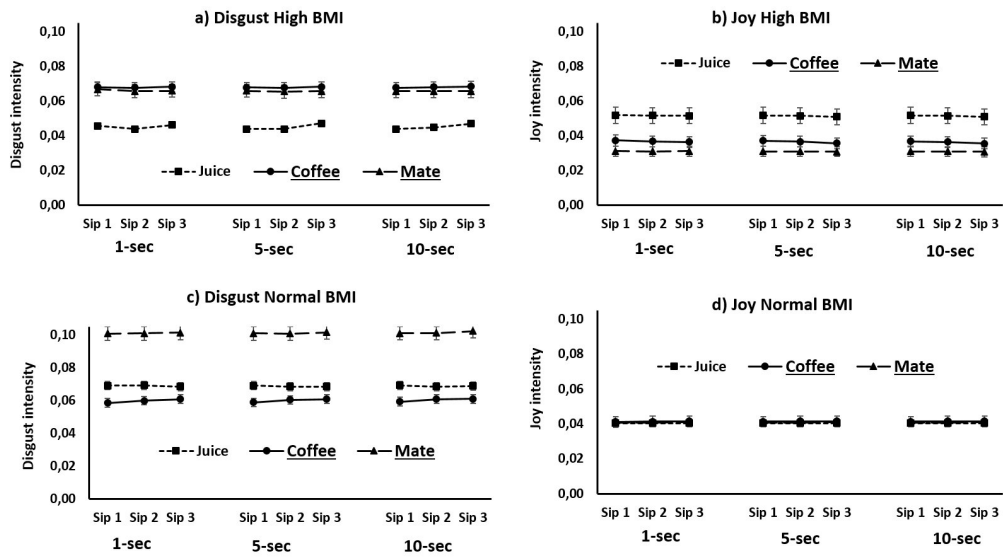 a) Disgust High BMI
0,10
0,08
0,06
0,04
0,02
0,00
Disgust intensity
Juice Coffee Mate
Sip 1 Sip 2 Sip 3 Sip 1 Sip 2 Sip 3 Sip 1 Sip 2 Sip 3
1-sec 5-sec 10-sec
b) Joy High BMI
0,10
0,08
0,06
0,04
0,02
0,00
Joy intensity
Juice Coffee Mate
Sip 1 Sip 2 Sip 3 Sip 1 Sip 2 Sip 3 Sip 1 Sip 2 Sip 3
1-sec 5-sec 10-sec
c) Disgust Normal BMI
0,10
0,08
0,06
0,04
0,02
0,00
Disgust intensity
Juice Coffee Mate
Sip 1 Sip 2 Sip 3 Sip 1 Sip 2 Sip 3 Sip 1 Sip 2 Sip 3
1-sec 5-sec 10-sec
d) Joy Normal BMI
0,10
0,08
0,06
0,04
0,02
0,00
Joy intensity
Juice Coffee Mate
Sip 1 Sip 2 Sip 3 Sip 1 Sip 2 Sip 3 Sip 1 Sip 2 Sip 3
1-sec 5-sec 10-sec